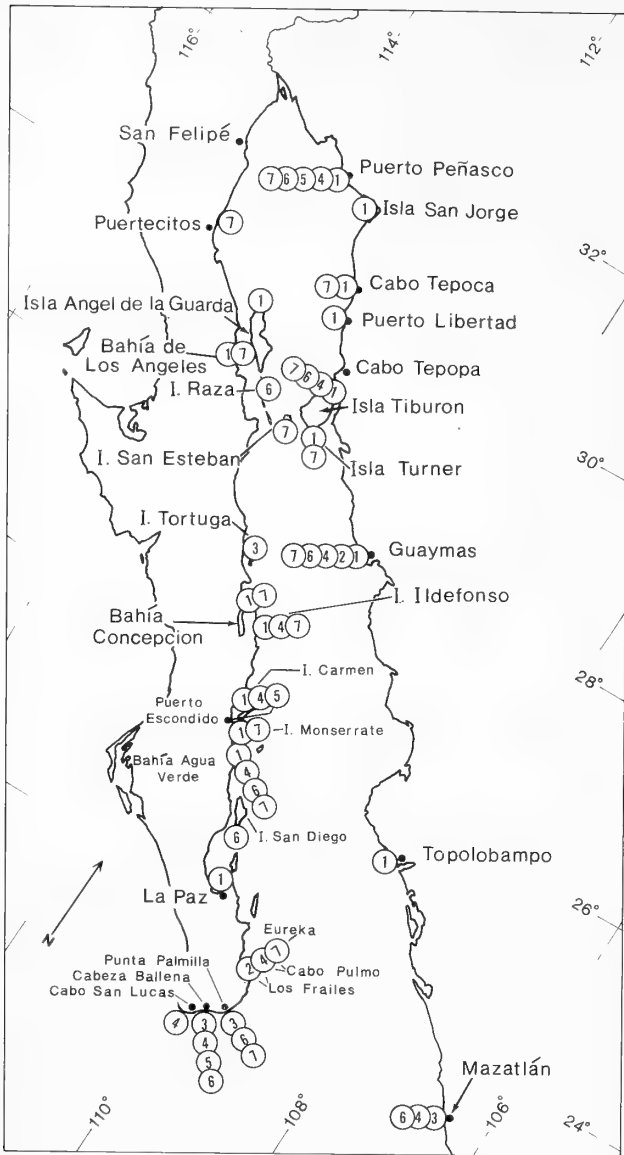 116°
114°
112°
San Felipé
Puerto Peñasco
7 6 5 4 1
1
Isla San Jorge
7
Puertecitos
32°
7 1
Cabo Tepoca
Isla Angel de la Guarda
1
1
Puerto Libertad
Bahía de
Los Angeles
1 7
7 6 4 1
Cabo Tepopa
I. Raza
6
Isla Tiburon
7
1
7
I. San Esteban
Isla Turner
30°
I. Tortuga
3
7 6 4 2 1
Guaymas
1 7
I. Ildefonso
Bahía
Concepcion
1 4 7
I. Carmen
28°
1 4 5
Puerto
Escondido
1 7
I. Monserrate
Bahía Agua
Verde
1
4
6
7
I. San Diego
6
1
Topolobampo
1
La Paz
26°
N
Eureka
2 4 7
Cabo Pulmo
Los Frailes
Punta Palmilla
Cabeza Ballena
Cabo San Lucas
4
3
4
5
6
3
6
7
Mazatlán
6 4 3
110°
108°
106°
24°